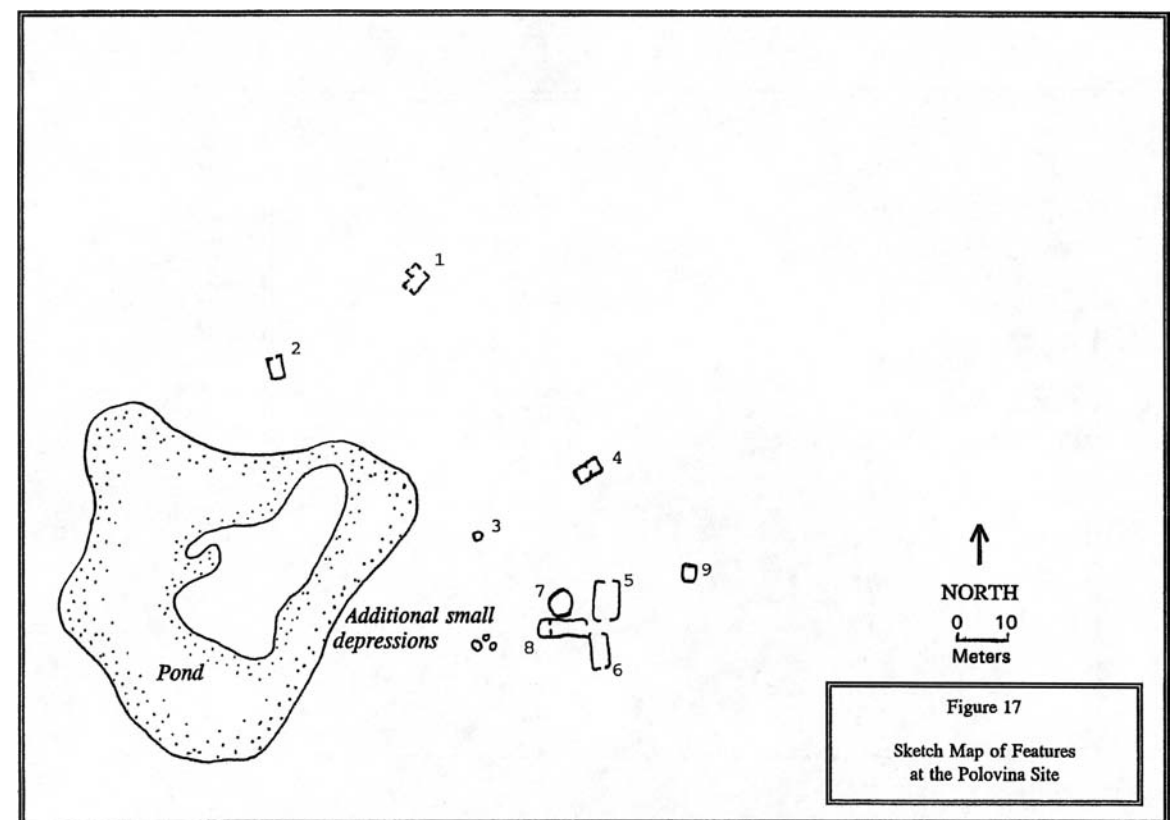 1
2
4
3
9
5
7
Additional small
depressions
8
6
Pond
NORTH
0 10
Meters
Figure 17
Sketch Map of Features
at the Polovina Site